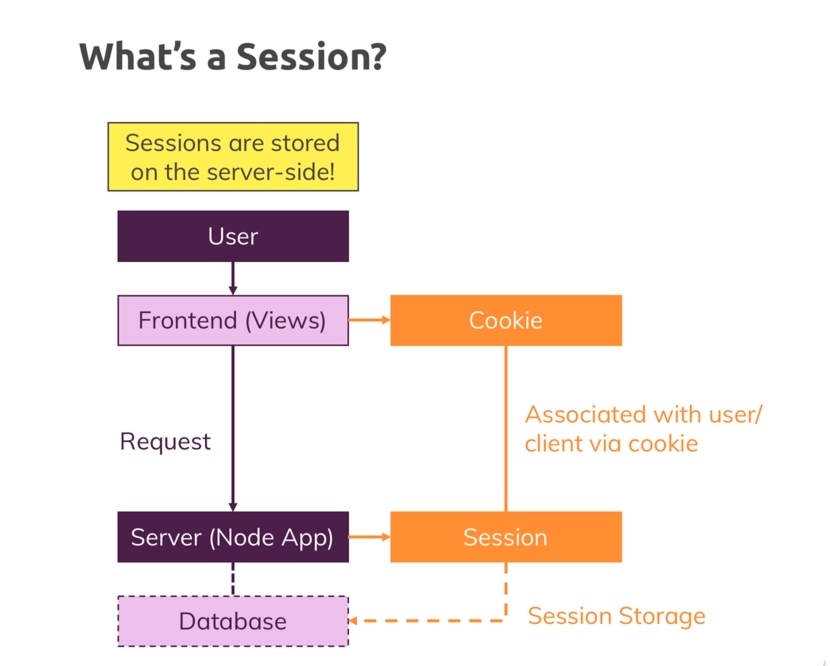 What's a Session?
Sessions are stored
on the server-side!
User
Frontend (Views)
Cookie
Request
Associated with user/
client via cookie
Server (Node App)
Session
Database
Session Storage